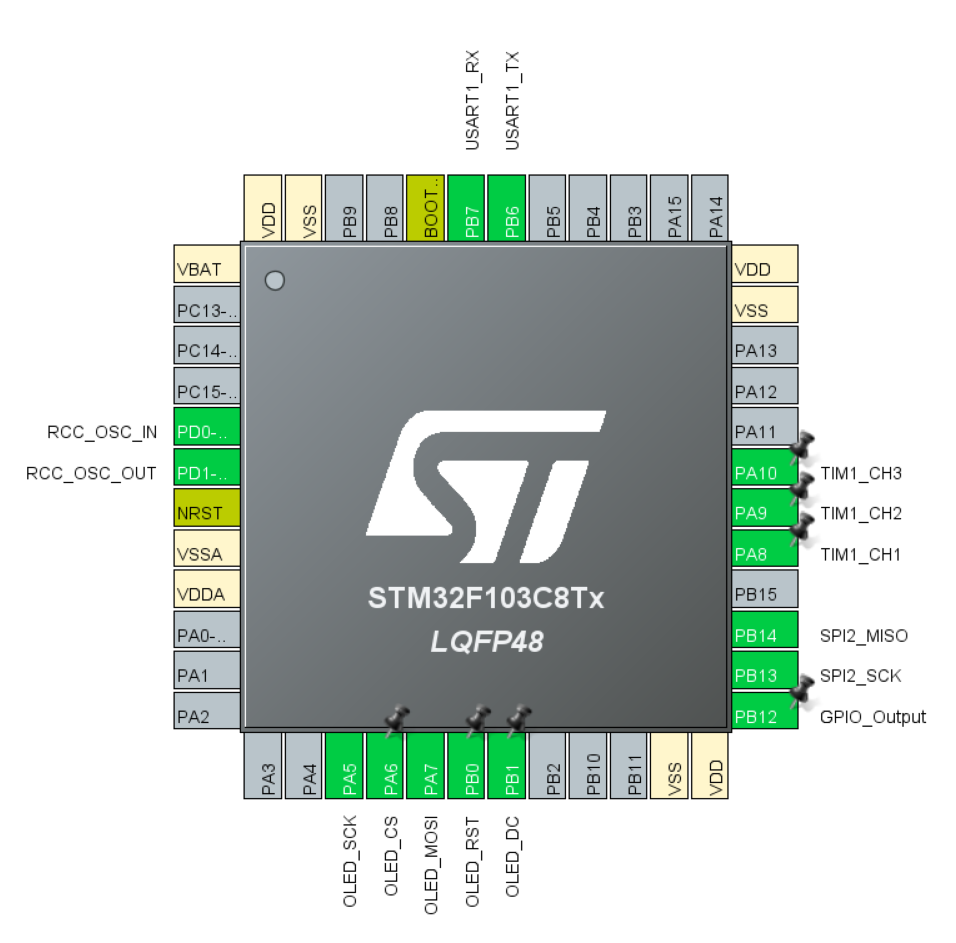 USART1_RX
USART1_TX
VDD
VSS
PB9
PB8
BOOT..
PB7
PB6
PB5
PB4
PB3
PA15
PA14
VBAT
PC13-..
PC14-..
PC15-..
RCC_OSC_IN PD0-..
RCC_OSC_OUT PD1-..
NRST
VSSA
VDDA
PA0-..
PA1
PA2
VDD
VSS
PA13
PA12
PA11
PA10 TIM1_CH3
PA9 TIM1_CH2
PA8 TIM1_CH1
PB15
PB14 SPI2_MISO
PB13 SPI2_SCK
PB12 GPIO_Output
ST
STM32F103C8Tx
LQFP48
PA3
PA4
PA5
PA6
PA7
PB0
PB1
PB2
PB10
PB11
VSS
VDD
OLED_SCK
OLED_CS
OLED_MOSI
OLED_RST
OLED_DC